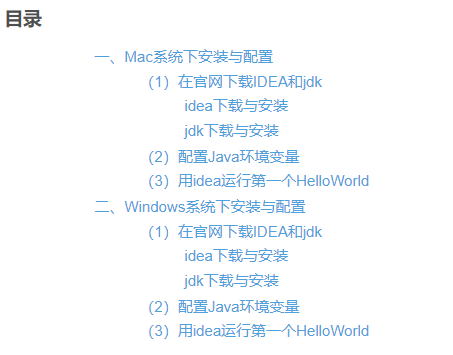 目录
一、Mac系统下安装与配置
（1）在官网下载IDEA和jdk
idea下载与安装
jdk下载与安装
（2）配置Java环境变量
（3）用idea运行第一个HelloWorld
二、Windows系统下安装与配置
（1）在官网下载IDEA和jdk
idea下载与安装
jdk下载与安装
（2）配置Java环境变量
（3）用idea运行第一个HelloWorld